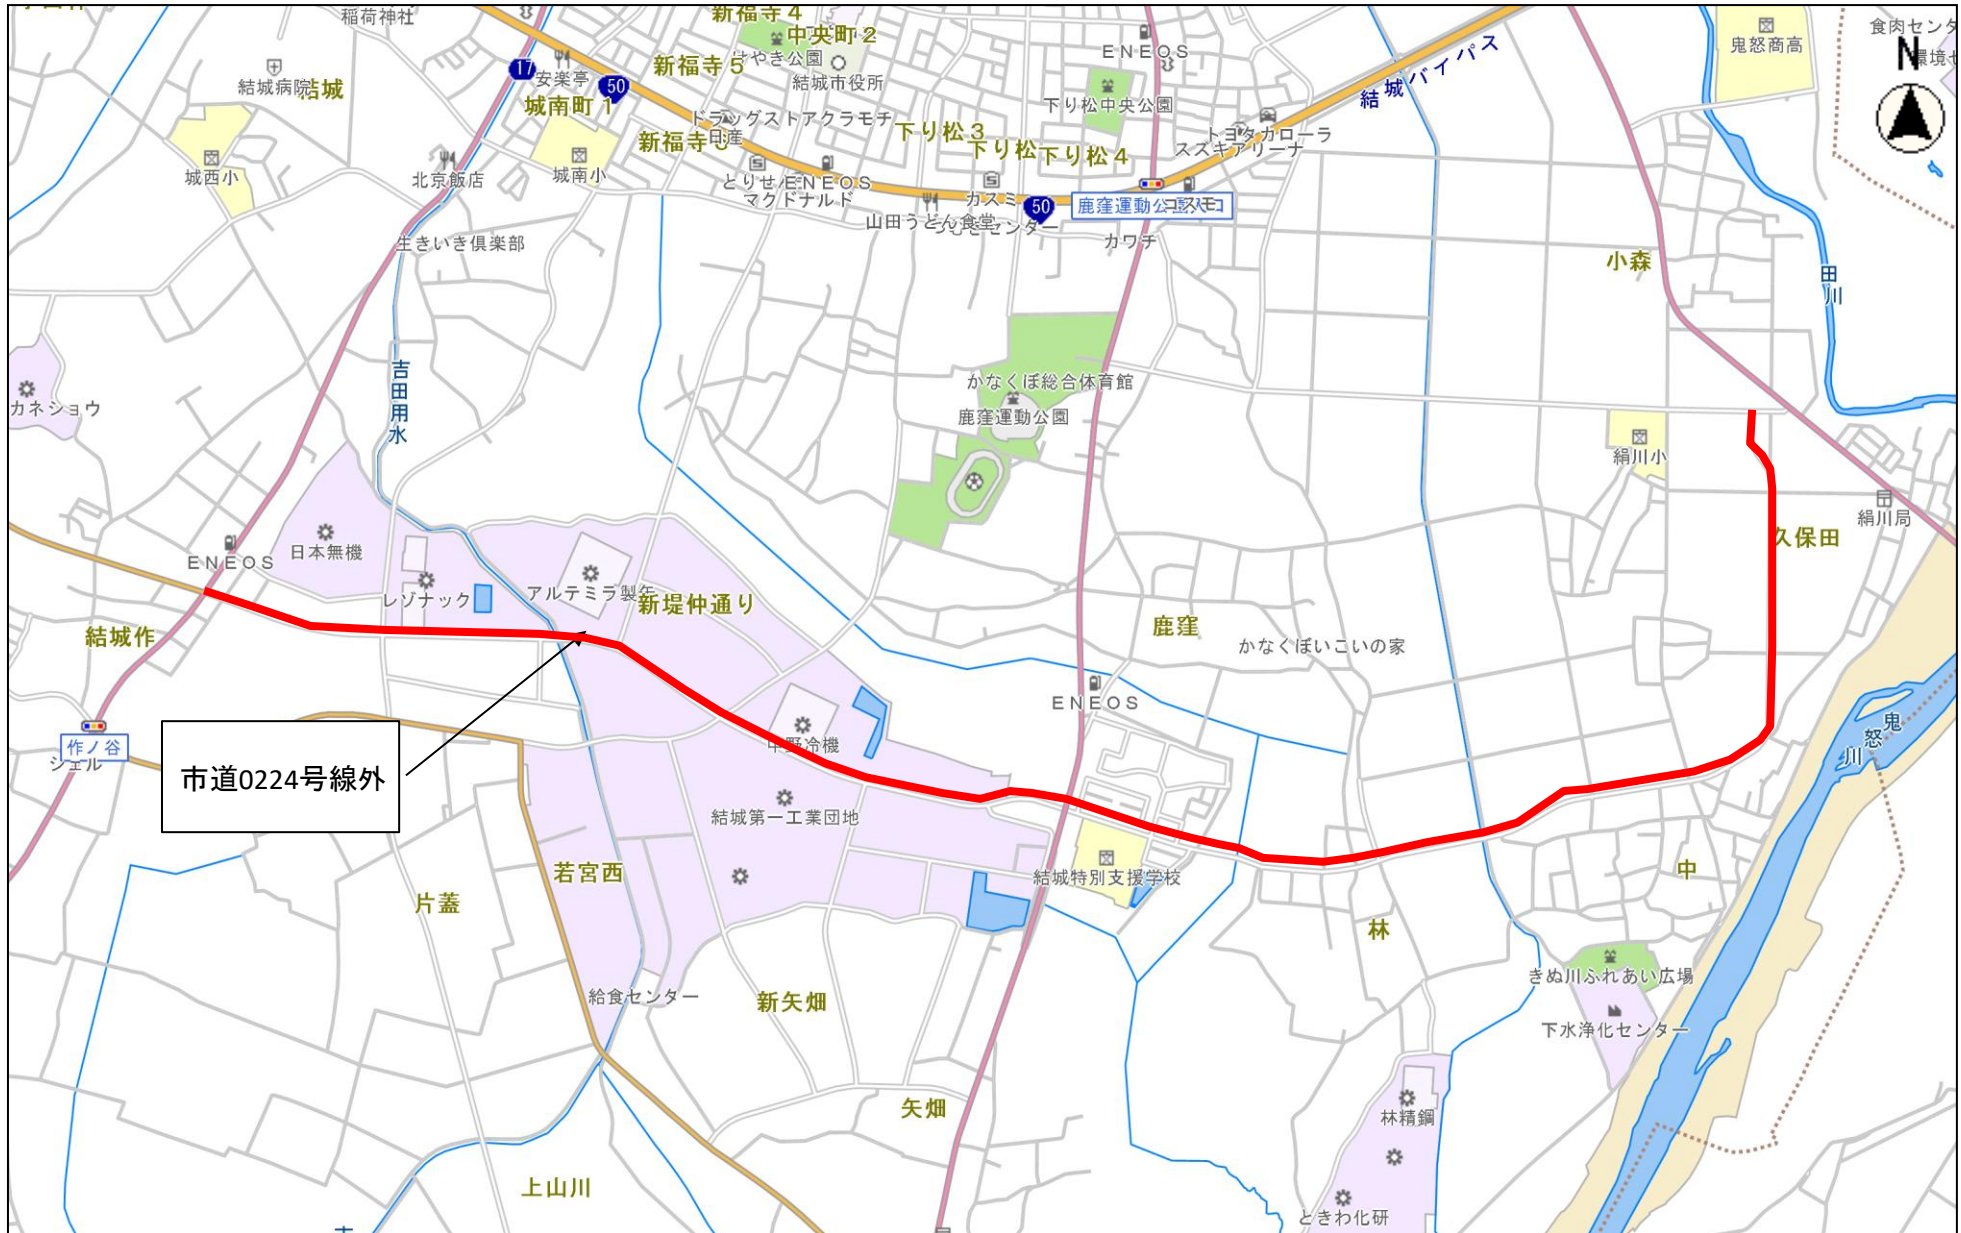 稲荷神社
新福寺4
中央町2
けやき公園
結城市役所
ENEOS
鬼怒商高
食肉センタ
N
環境セ
結城病院
結城
17
安楽亭
50
城南町1
新福寺5
下り松中央公園
結城バイパス
ドラッグストアクラモチ
日産
下り松3
下り松
下り松4
トヨタカローラ
スズキアリーナ
城西小
北京飯店
城南小
とりせん
ENEOS
マクドナルド
カスミ
50
鹿窪運動公園入口
コスモ
山田うどん食堂
カワチ
生きいき倶楽部
小森
田川
吉田用水
カネショウ
かなくぼ総合体育館
鹿窪運動公園
絹川小
絹川局
久保田
ENEOS
日本無機
レゾナック
アルテミラ製缶
新堤仲通り
結城作
鹿窪
かなくぼいこいの家
ENEOS
作ノ谷
シェル
市道0224号線外
中野冷機
鬼怒川
結城第一工業団地
若宮西
片蓋
結城特別支援学校
中
林
きぬ川ふれあい広場
給食センター
新矢畑
下水浄化センター
矢畑
林精鋼
上山川
ときわ化研